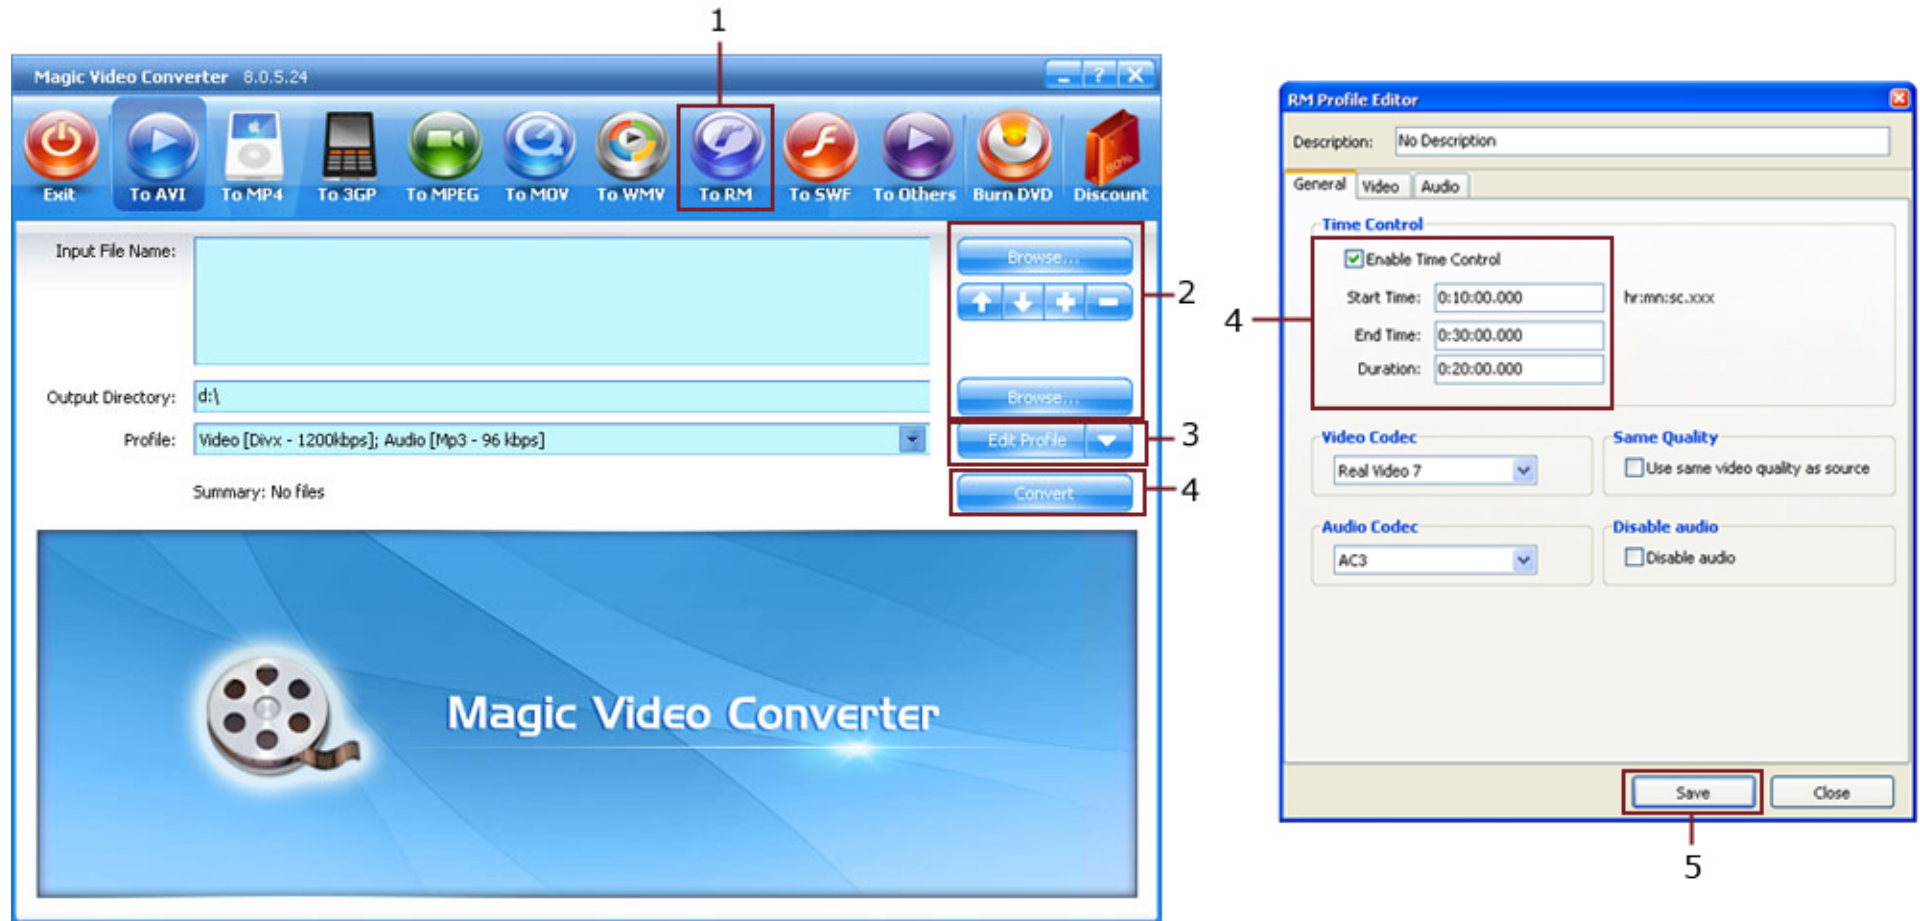 1
Magic Video Converter 8.0.5.24
Exit To AVI To MP4 To 3GP To MPEG To MOV To WMV To RM To SWF To Others Burn DVD Discount
80%
Input File Name:
Browse...
2
Output Directory: d:\ Browse...
Profile: Video [Divx - 1200kbps]; Audio [Mp3 - 96 kbps] Edit Profile 3
Summary: No files Convert 4
Magic Video Converter
RM Profile Editor
Description: No Description
General Video Audio
Time Control
Enable Time Control
Start Time: 0:10:00.000 hr:mn:sc.xxx
4
End Time: 0:30:00.000
Duration: 0:20:00.000
Video Codec Same Quality
Real Video 7 Use same video quality as source
Audio Codec Disable audio
AC3 Disable audio
Save Close
5